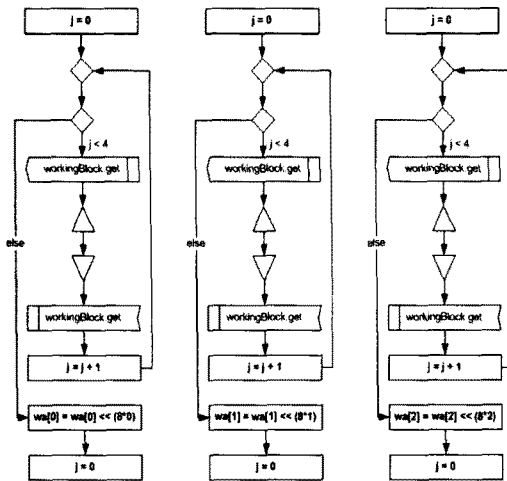 j = 0
j < 4
workingBlock.get
else
workingBlock.get
j = j + 1
wa[0] = wa[0] << (8*0)
j = 0
j = 0
j < 4
workingBlock.get
else
workingBlock.get
j = j + 1
wa[1] = wa[1] << (8*1)
j = 0
j = 0
j < 4
workingBlock.get
else
workingBlock.get
j = j + 1
wa[2] = wa[2] << (8*2)
j = 0